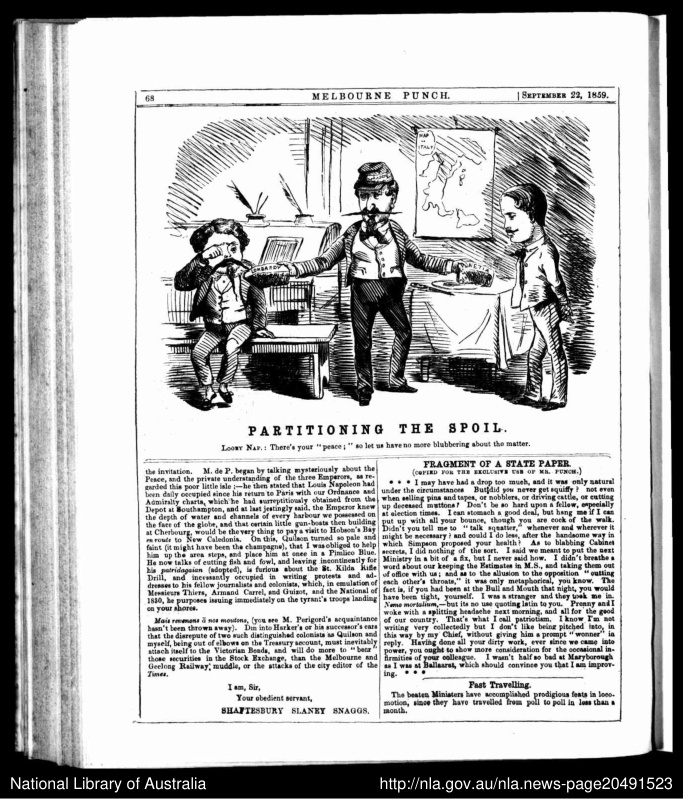 68
MELBOURNE PUNCH.
[September 22, 1859.
MAP
OF
ITALY
PARTITIONING THE SPOIL.
Looey Nap.: There's your "peace;" so let us have no more blubbering about the matter.
the invitation. M. de P. began by talking mysteriously about the
Peace, and the private understanding of the three Emperors, as re-
garded this poor little isle;—he then stated that Louis Napoleon had
been daily occupied since his return to Paris with our Ordnance and
Admiralty charts, which he had surreptitiously obtained from the
Depot at Southampton, and at last jestingly said, the Emperor knew
the depth of water and channels of every harbour we possessed on
the face of the globe, and that certain little gun-boats then building
at Cherbourg, would be the very thing to pay a visit to Hobson's Bay
en route to New Caledonia. On this, Quilson turned so pale and
faint (it might have been the champagne), that I was obliged to help
him up the area steps, and place him at once in a Pimlico Blue.
He now talks of cutting fish and fowl, and leaving incontinently for
his patridagoian (adopted), is furious about the St. Kilda Rifle
Drill, and incessantly occupied in writing protests and ad-
dresses to his fellow journalists and colonists, which, in emulation of
Messieurs Thiers, Armand Carrel, and Guizot, and the National of
1830, he purposes issuing immediately on the tyrant's troops landing
on your shores.
Mais revenons à nos moutons, (you see M. Perigord's acquaintance
hasn't been thrown away). Din into Harker's or his successor's ears
that the disrepute of two such distinguished colonists as Quilson and
myself, being out of elbows on the Treasury account, must inevitably
attach itself to the Victorian Bonds, and will do more to "bear"
those securities in the Stock Exchange, than the Melbourne and
Geelong Railway muddle, or the attacks of the city editor of the
Times.
I am, Sir,
Your obedient servant,
SHAFTESBURY SLANEY SNAGGS.
FRAGMENT OF A STATE PAPER.
(COPIED FOR THE EXCLUSIVE USE OF MR. PUNCH.)
* * * I may have had a drop too much, and it was only natural
under the circumstances But did you never get squiffy? not even
when selling pins and tapes, or nobblers, or driving cattle, or cutting
up deceased muttons? Don't be so hard upon a fellow, especially
at election times. I can stomach a good deal, but hang me if I can
put up with all your bounce, though you are cock of the walk.
Didn't you tell me to "talk squatter," whenever and wherever it
might be necessary? and could I do less, after the handsome way in
which Simpson proposed your health? As to blabbing Cabinet
secrets, I did nothing of the sort. I said we meant to put the next
Ministry in a bit of a fix, but I never said how. I didn't breathe a
word about our keeping the Estimates in M.S., and taking them out
of office with us; and as to the allusion to the opposition "cutting
each other's throats," it was only metaphorical, you know. The
fact is, if you had been at the Bull and Mouth that night, you would
have been tight, yourself. I was a stranger and they took me in.
Nemo mortalium,—but its no use quoting latin to you. Prenny and I
woke with a splitting headache next morning, and all for the good
of our country. That's what I call patriotism. I know I'm not
writing very collectedly but I don't like being pitched into, in
this way by my Chief, without giving him a prompt "wonner" in
reply. Having done all your dirty work, ever since we came into
power, you ought to show more consideration for the occasional in-
firmities of your colleague. I wasn't half so bad at Maryborough
as I was at Ballaarat, which should convince you that I am improv-
ing. * * *
Fast Travelling.
The beaten Ministers have accomplished prodigious feats in loco-
motion, since they have travelled from poll to poll in less than a
month.
National Library of Australia
http://nla.gov.au/nla.news-page20491523